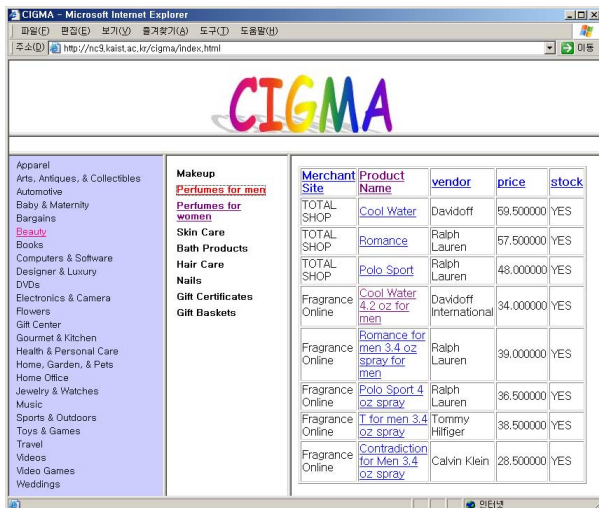 CIGMA - Microsoft Internet Explorer
파일(F) 편집(E) 보기(V) 즐겨찾기(A) 도구(T) 도움말(H)
주소(D) http://nc9.kaist.ac.kr/cigma/index.html 이동
CIGMA
Apparel
Arts, Antiques, & Collectibles
Automotive
Baby & Maternity
Bargains
Beauty
Books
Computers & Software
Designer & Luxury
DVDs
Electronics & Camera
Flowers
Gift Center
Gourmet & Kitchen
Health & Personal Care
Home, Garden, & Pets
Home Office
Jewelry & Watches
Music
Sports & Outdoors
Toys & Games
Travel
Videos
Video Games
Weddings
Makeup
Perfumes for men
Perfumes for
women
Skin Care
Bath Products
Hair Care
Nails
Gift Certificates
Gift Baskets
Merchant Product
Site Name vendor price stock
TOTAL
SHOP Cool Water Davidoff 59.500000 YES
TOTAL Ralph
SHOP Romance Lauren 57.500000 YES
TOTAL Ralph
SHOP Polo Sport Lauren 48.000000 YES
Cool Water
Fragrance 4.2 oz for Davidoff
Online men International 34.000000 YES
Romance for
men 3.4 oz
Fragrance spray for Ralph
Online men Lauren 39.000000 YES
Fragrance Polo Sport 4 Ralph
Online oz spray Lauren 36.500000 YES
Fragrance T for men 3.4 Tommy
Online oz spray Hilfiger 38.500000 YES
Contradiction
Fragrance for Men 3.4
Online oz spray Calvin Klein 28.500000 YES
인터넷